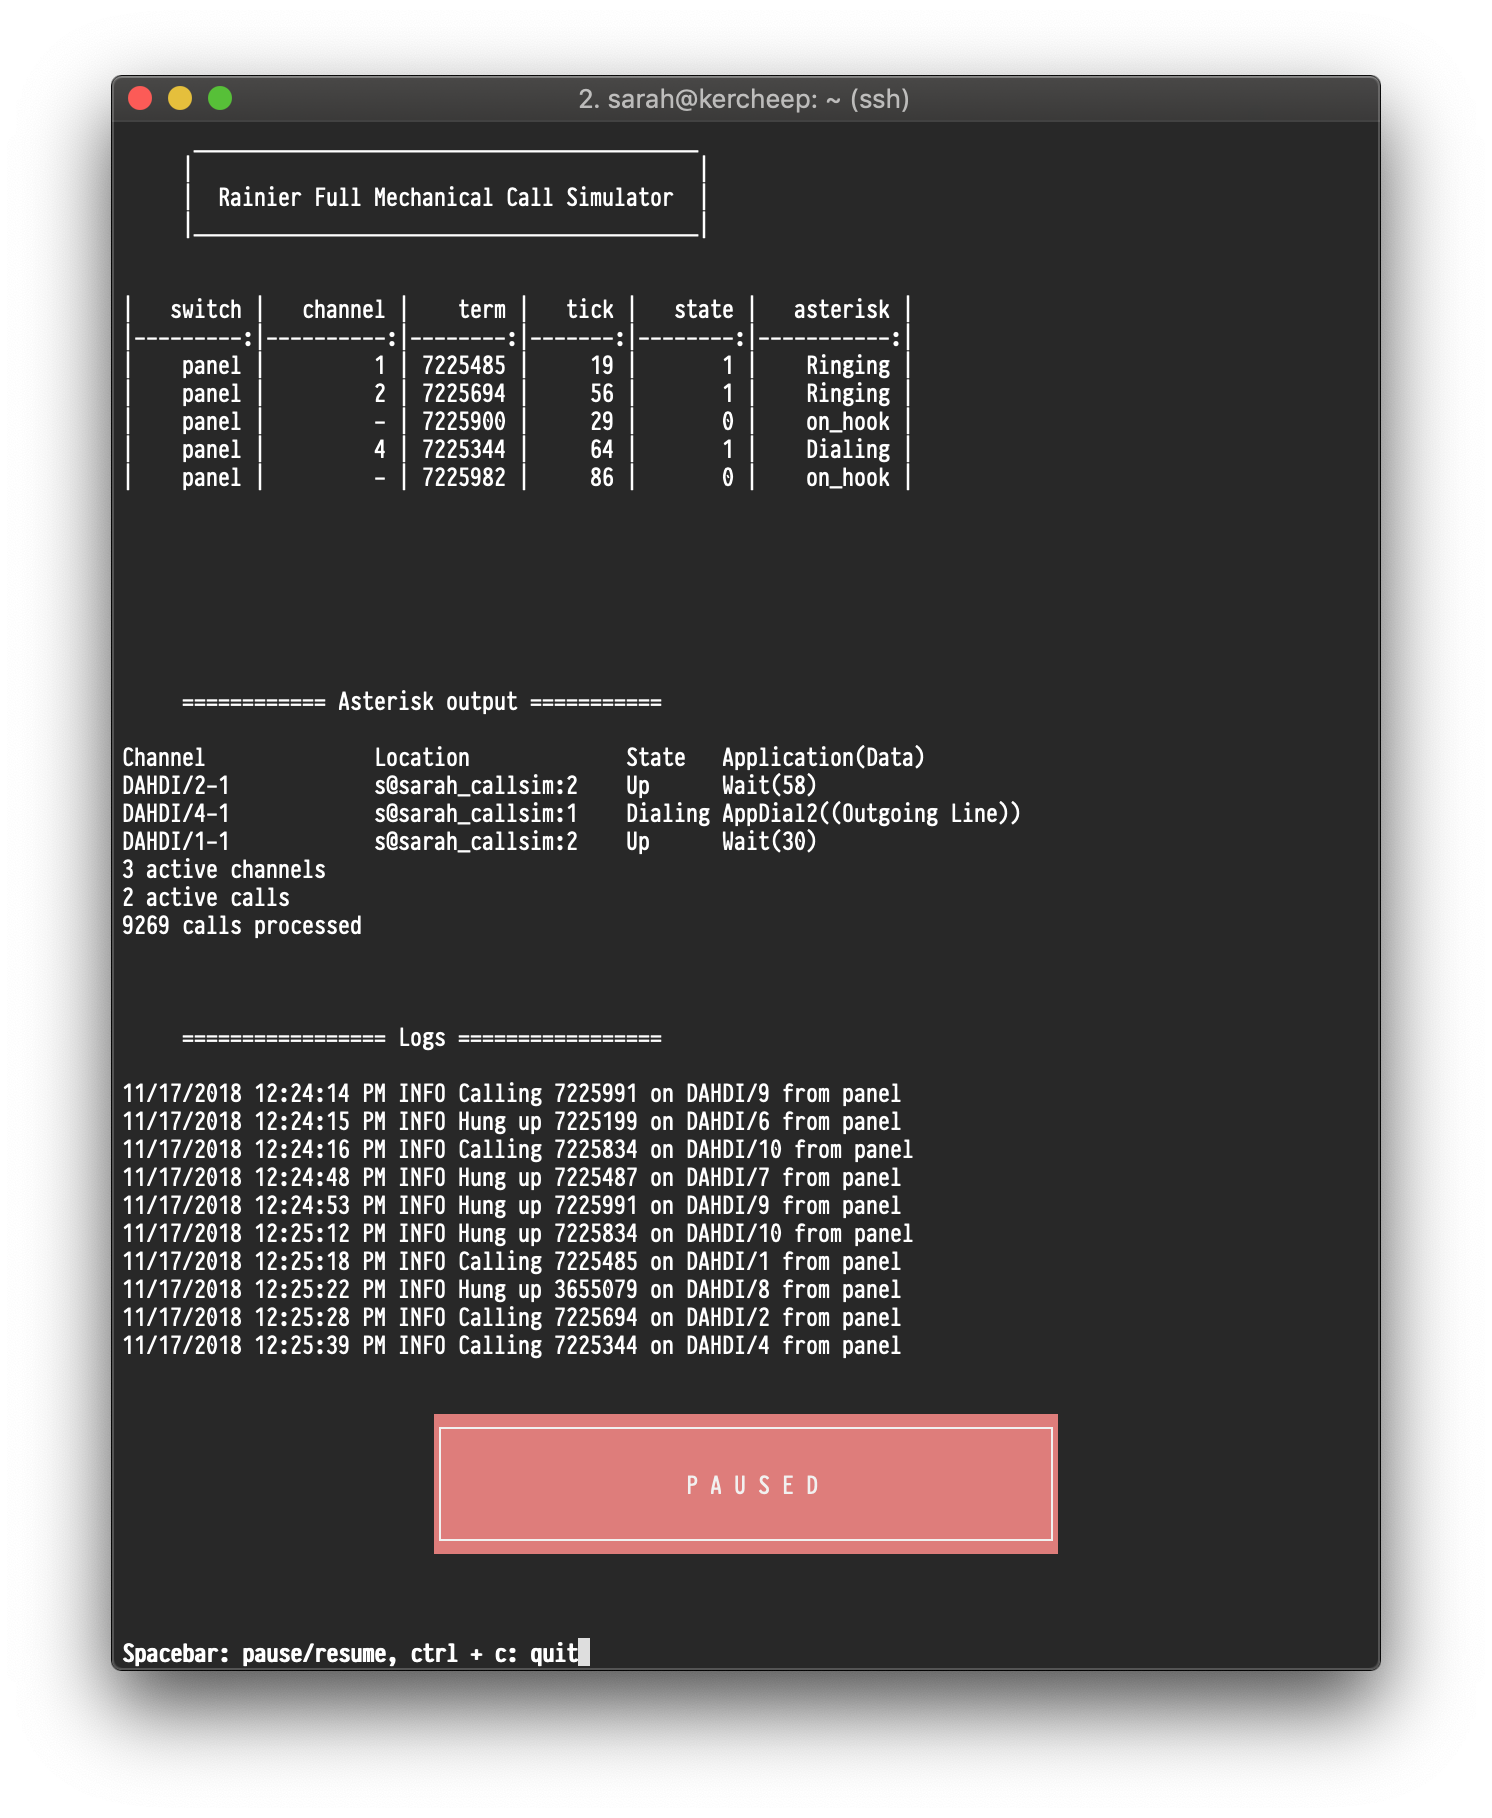 2. sarah@kercheep: ~ (ssh)
Rainier Full Mechanical Call Simulator
| switch | channel | term | tick | state | asterisk |
|---------:|----------:|--------:|-------:|--------:|-----------:|
| panel | 1 | 7225485 | 19 | 1 | Ringing |
| panel | 2 | 7225694 | 56 | 1 | Ringing |
| panel | - | 7225900 | 29 | 0 | on_hook |
| panel | 4 | 7225344 | 64 | 1 | Dialing |
| panel | - | 7225982 | 86 | 0 | on_hook |
============ Asterisk output ===========
Channel Location State Application(Data)
DAHDI/2-1 s@sarah_callsim:2 Up Wait(58)
DAHDI/4-1 s@sarah_callsim:1 Dialing AppDial2((Outgoing Line))
DAHDI/1-1 s@sarah_callsim:2 Up Wait(30)
3 active channels
2 active calls
9269 calls processed
================= Logs =================
11/17/2018 12:24:14 PM INFO Calling 7225991 on DAHDI/9 from panel
11/17/2018 12:24:15 PM INFO Hung up 7225199 on DAHDI/6 from panel
11/17/2018 12:24:16 PM INFO Calling 7225834 on DAHDI/10 from panel
11/17/2018 12:24:48 PM INFO Hung up 7225487 on DAHDI/7 from panel
11/17/2018 12:24:53 PM INFO Hung up 7225991 on DAHDI/9 from panel
11/17/2018 12:25:12 PM INFO Hung up 7225834 on DAHDI/10 from panel
11/17/2018 12:25:18 PM INFO Calling 7225485 on DAHDI/1 from panel
11/17/2018 12:25:22 PM INFO Hung up 3655079 on DAHDI/8 from panel
11/17/2018 12:25:28 PM INFO Calling 7225694 on DAHDI/2 from panel
11/17/2018 12:25:39 PM INFO Calling 7225344 on DAHDI/4 from panel
P A U S E D
Spacebar: pause/resume, ctrl + c: quit